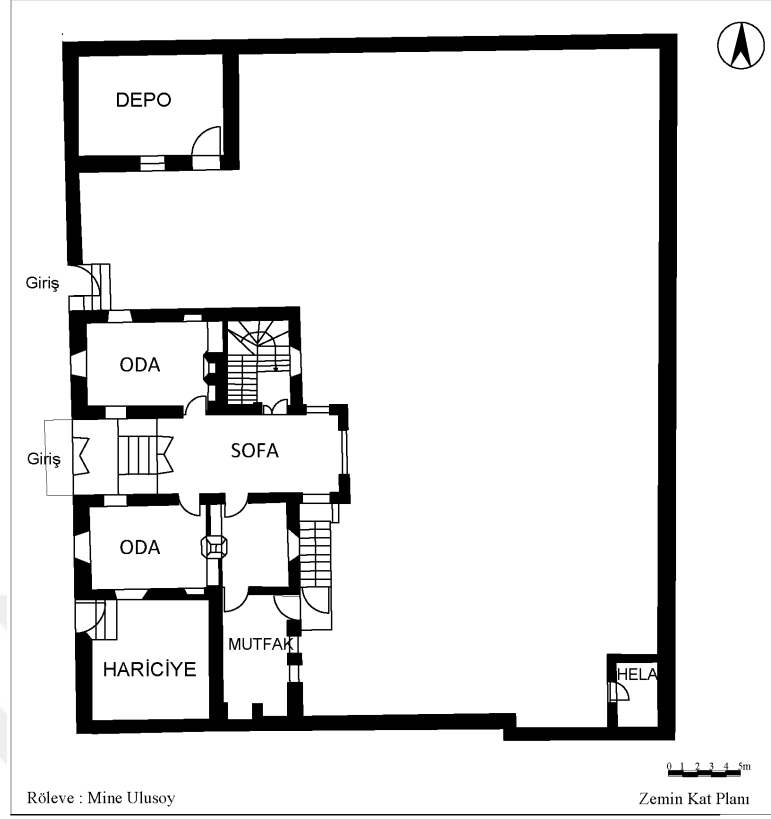 DEPO
Giriş
ODA
Giriş
SOFA
ODA
MUTFAK
HARİCİYE
HELA
0 1 2 3 4 5m
Röleve : Mine Ulusoy
Zemin Kat Planı